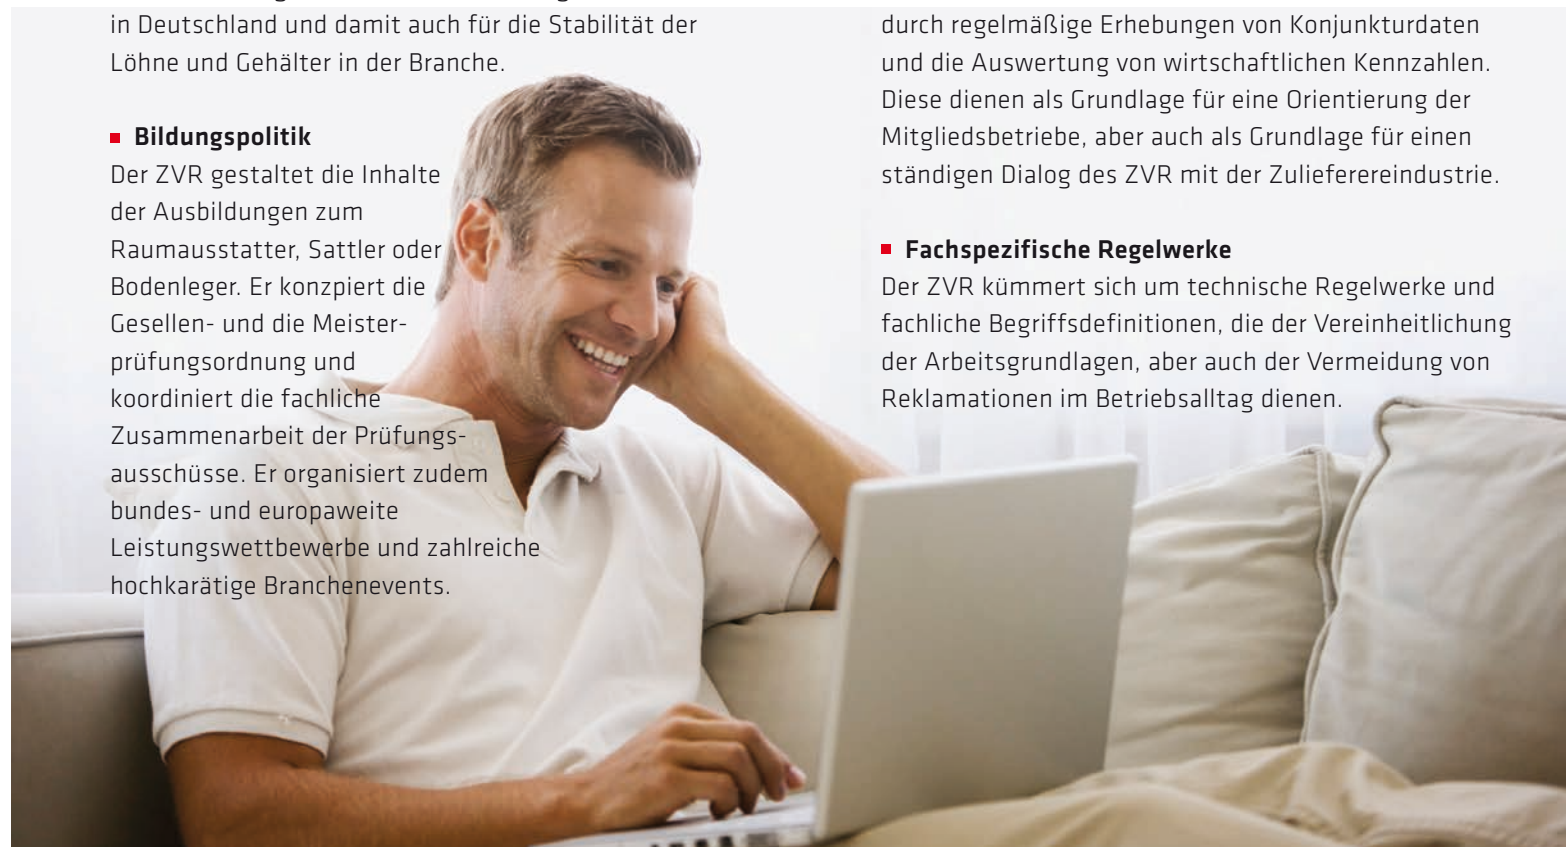 in Deutschland und damit auch für die Stabilität der
Löhne und Gehälter in der Branche.
Bildungspolitik
Der ZVR gestaltet die Inhalte
der Ausbildungen zum
Raumausstatter, Sattler oder
Bodenleger. Er konzpiert die
Gesellen- und die Meister-
prüfungsordnung und
koordiniert die fachliche
Zusammenarbeit der Prüfungs-
ausschüsse. Er organisiert zudem
bundes- und europaweite
Leistungswettbewerbe und zahlreiche
hochkarätige Branchenevents.
durch regelmäßige Erhebungen von Konjunkturdaten
und die Auswertung von wirtschaftlichen Kennzahlen.
Diese dienen als Grundlage für eine Orientierung der
Mitgliedsbetriebe, aber auch als Grundlage für einen
ständigen Dialog des ZVR mit der Zuliefererindustrie.
Fachspezifische Regelwerke
Der ZVR kümmert sich um technische Regelwerke und
fachliche Begriffsdefinitionen, die der Vereinheitlichung
der Arbeitsgrundlagen, aber auch der Vermeidung von
Reklamationen im Betriebsalltag dienen.